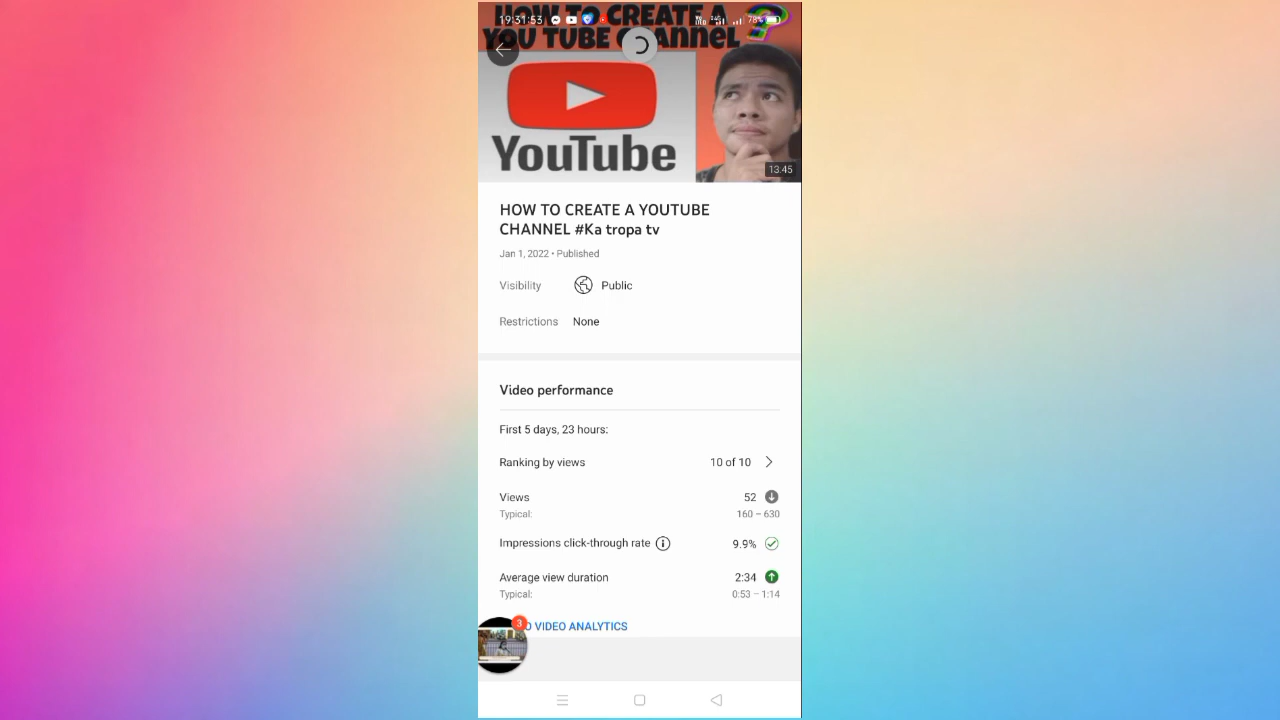 HOW TO CREATE A
19:31:53
78%
YOU TUBE Channel
YouTube
13:45
HOW TO CREATE A YOUTUBE
CHANNEL #Ka tropa tv
Jan 1, 2022 • Published
Visibility Public
Restrictions None
Video performance
First 5 days, 23 hours:
Ranking by views 10 of 10
Views 52
Typical: 160 – 630
Impressions click-through rate 9.9%
Average view duration 2:34
Typical: 0:53 – 1:14
3
VIDEO ANALYTICS